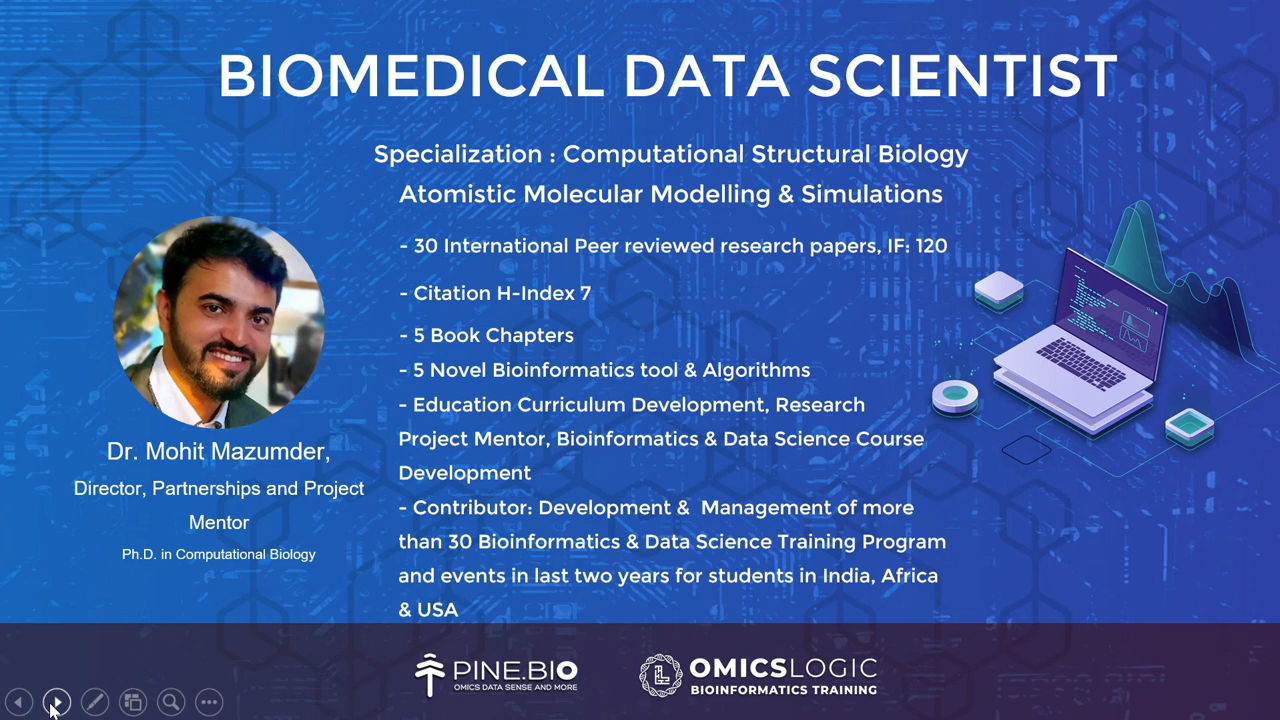 BIOMEDICAL DATA SCIENTIST
Specialization : Computational Structural Biology
Atomistic Molecular Modelling & Simulations
- 30 International Peer reviewed research papers, IF: 120
- Citation H-Index 7
- 5 Book Chapters
- 5 Novel Bioinformatics tool & Algorithms
- Education Curriculum Development, Research
Project Mentor, Bioinformatics & Data Science Course
Development
- Contributor: Development & Management of more
than 30 Bioinformatics & Data Science Training Program
and events in last two years for students in India, Africa
& USA
Dr. Mohit Mazumder,
Director, Partnerships and Project
Mentor
Ph.D. in Computational Biology
PINE.BIO
OMICS DATA SENSE AND MORE
OMICSLOGIC
BIOINFORMATICS TRAINING